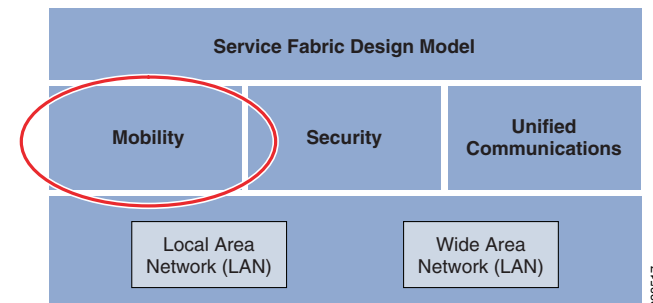 Service Fabric Design Model
Mobility
Security
Unified
Communications
Local Area
Network (LAN)
Wide Area
Network (LAN)